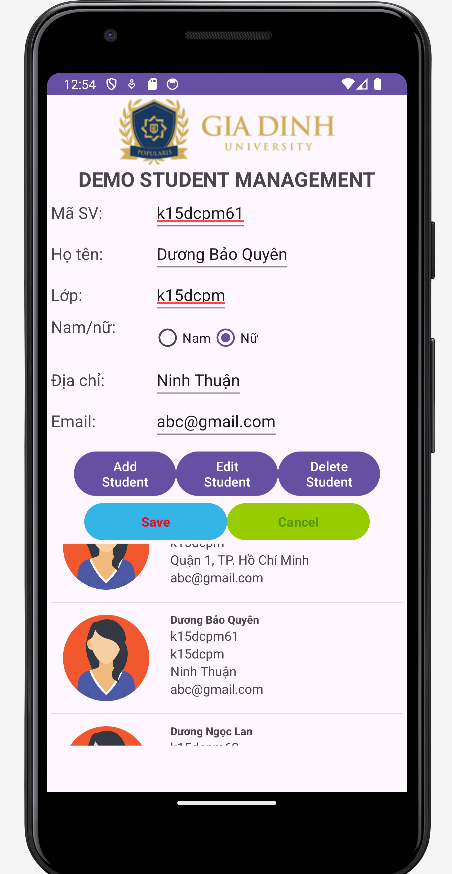 12:54
POPULARIS
GIA DINH
UNIVERSITY
DEMO STUDENT MANAGEMENT
Mã SV: k15dcpm61
Họ tên: Dương Bảo Quyên
Lớp: k15dcpm
Nam/nữ: Nam Nữ
Địa chỉ: Ninh Thuận
Email: abc@gmail.com
Add Student
Edit Student
Delete Student
Save Cancel
k15dcpm
Quận 1, TP. Hồ Chí Minh
abc@gmail.com
Dương Bảo Quyên
k15dcpm61
k15dcpm
Ninh Thuận
abc@gmail.com
Dương Ngọc Lan